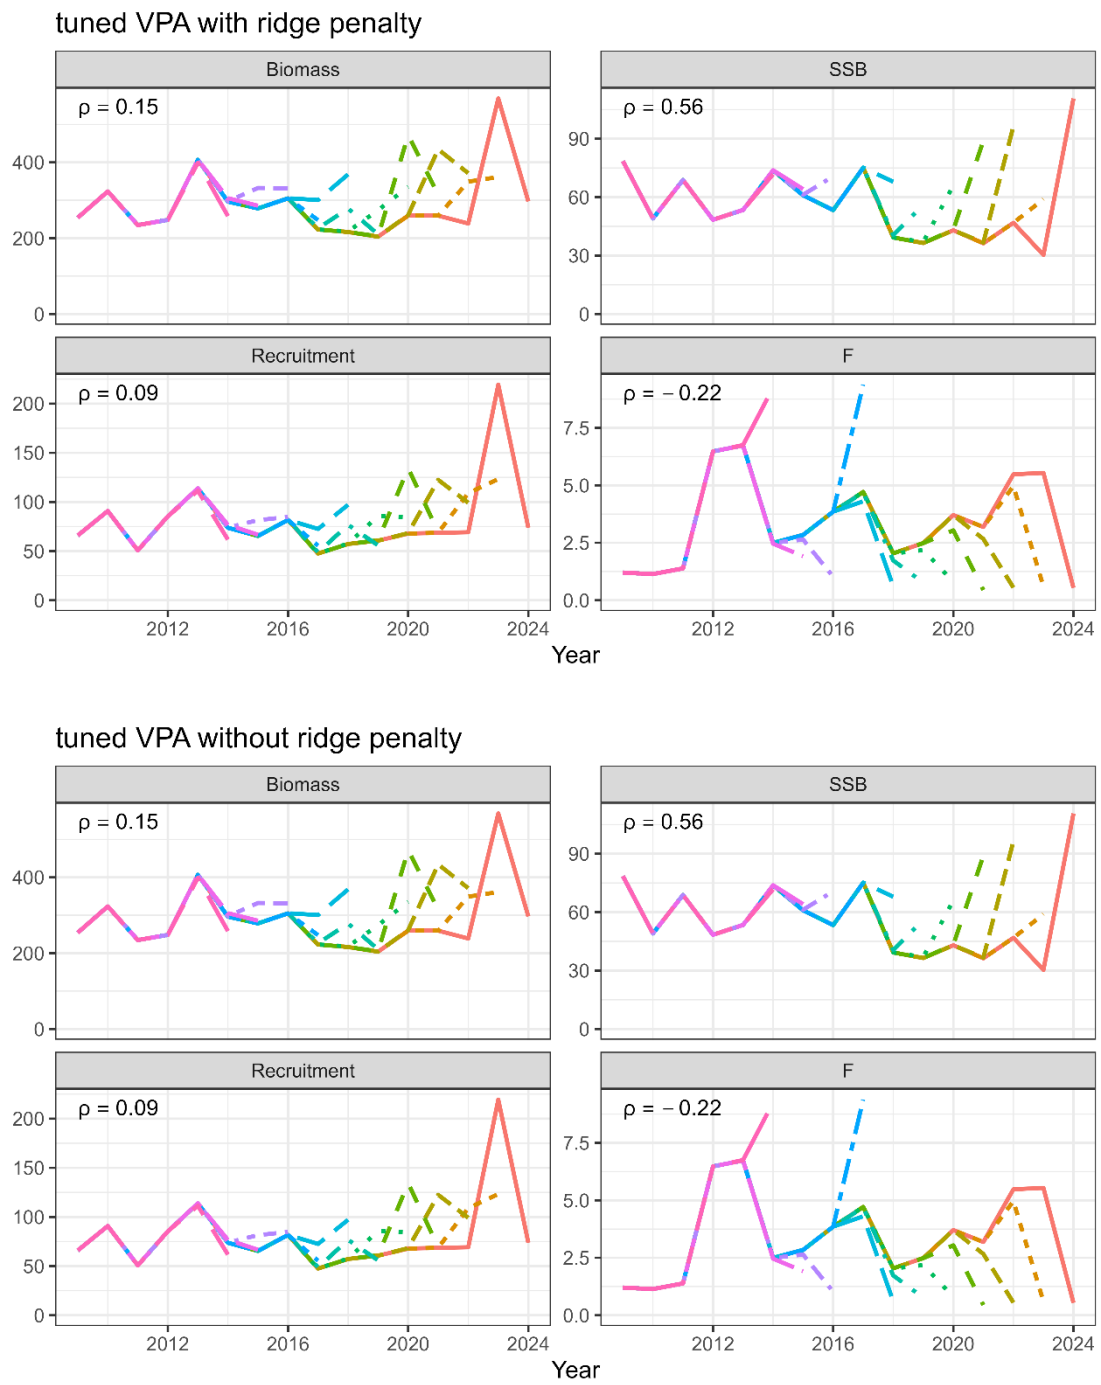 tuned VPA with ridge penalty
Biomass SSB
ρ = 0.15 ρ = 0.56
400
200
0
90
60
30
0
Recruitment F
ρ = 0.09 ρ = − 0.22
200
150
100
50
0
7.5
5.0
2.5
0.0
2012 2016 2020 2024 2012 2016 2020 2024
Year
tuned VPA without ridge penalty
Biomass SSB
ρ = 0.15 ρ = 0.56
400
200
0
90
60
30
0
Recruitment F
ρ = 0.09 ρ = − 0.22
200
150
100
50
0
7.5
5.0
2.5
0.0
2012 2016 2020 2024 2012 2016 2020 2024
Year